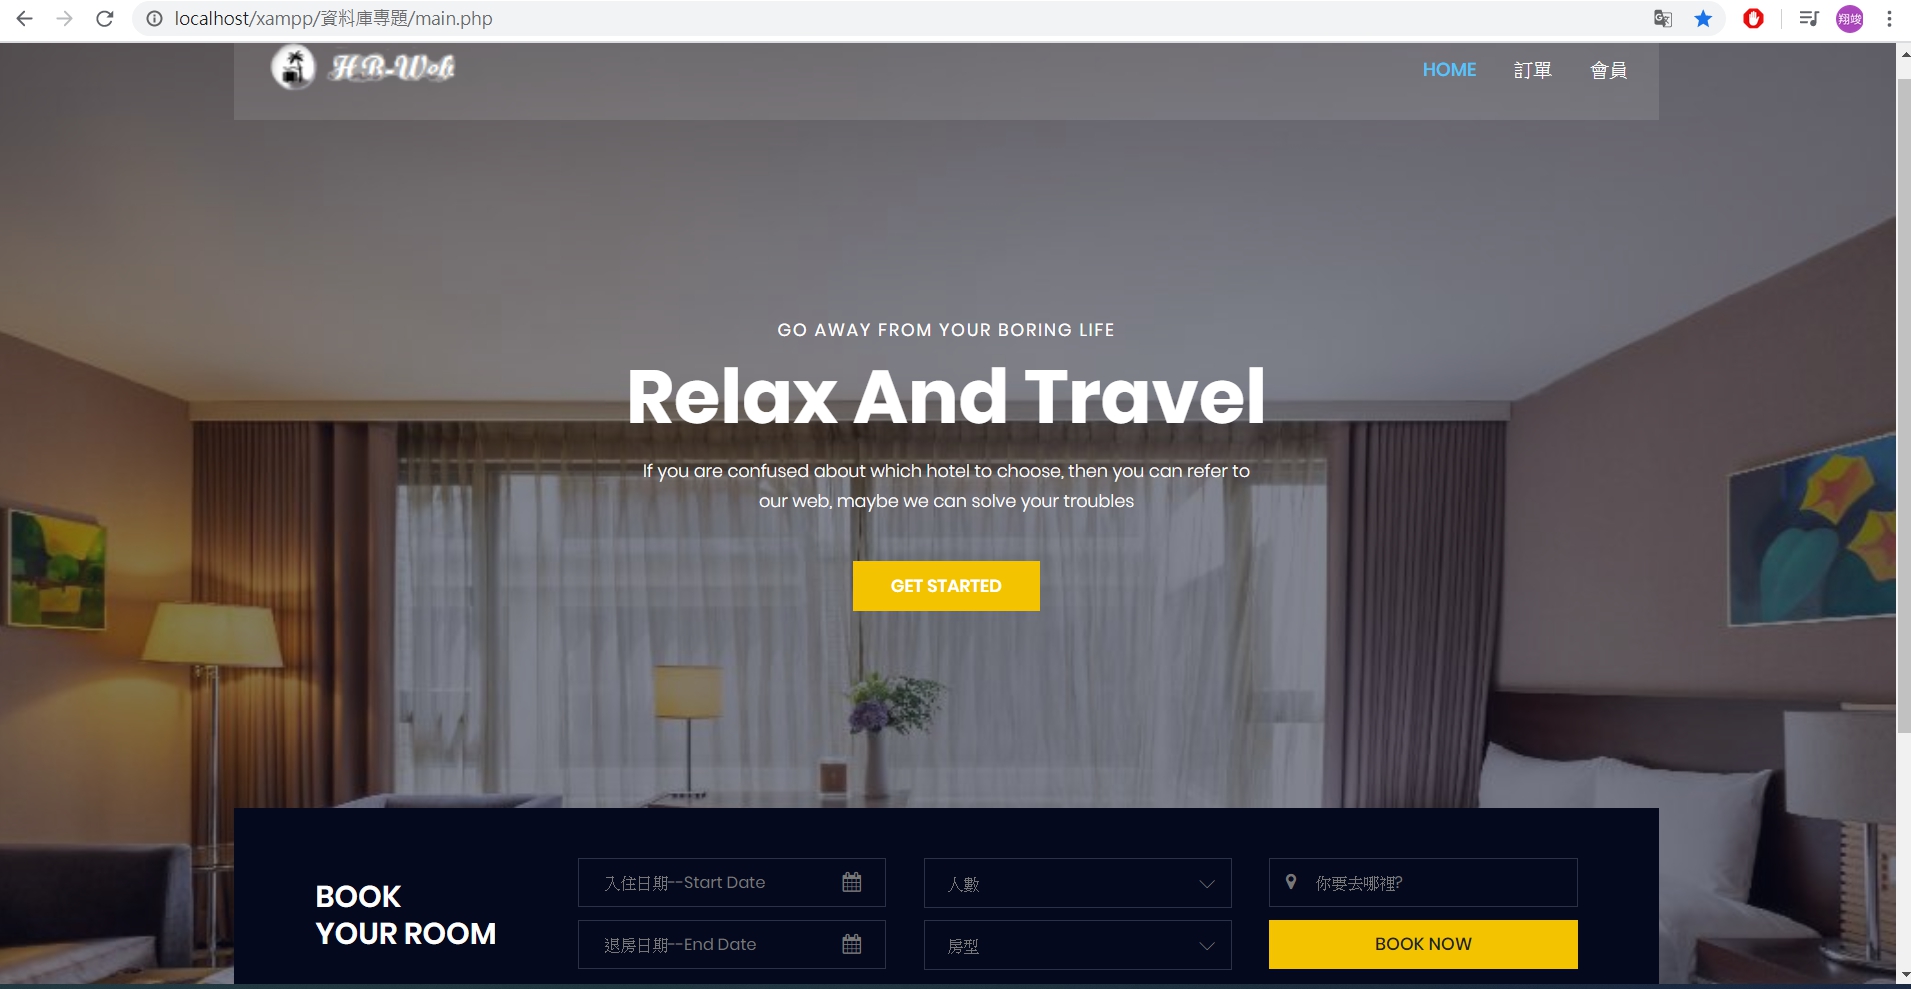 localhost/xampp/資料庫專題/main.php
翔竣
HB-Web
HOME 訂單 會員
GO AWAY FROM YOUR BORING LIFE
Relax And Travel
If you are confused about which hotel to choose, then you can refer to
our web, maybe we can solve your troubles
GET STARTED
BOOK
YOUR ROOM
入住日期--Start Date
人數
你要去哪裡?
退房日期--End Date
房型
BOOK NOW